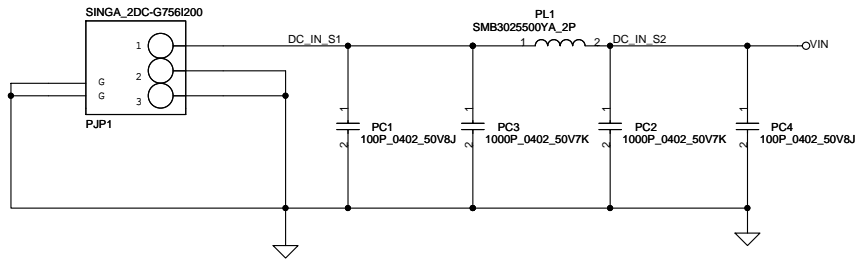 SINGA_2DC-G756I200
PL1
SMB3025500YA_2P
1
DC_IN_S1
1
2
DC_IN_S2
VIN
2
G
G
3
PJP1
1
1
1
1
PC1
PC3
PC2
PC4
100P_0402_50V8J
1000P_0402_50V7K
1000P_0402_50V7K
100P_0402_50V8J
2
2
2
2